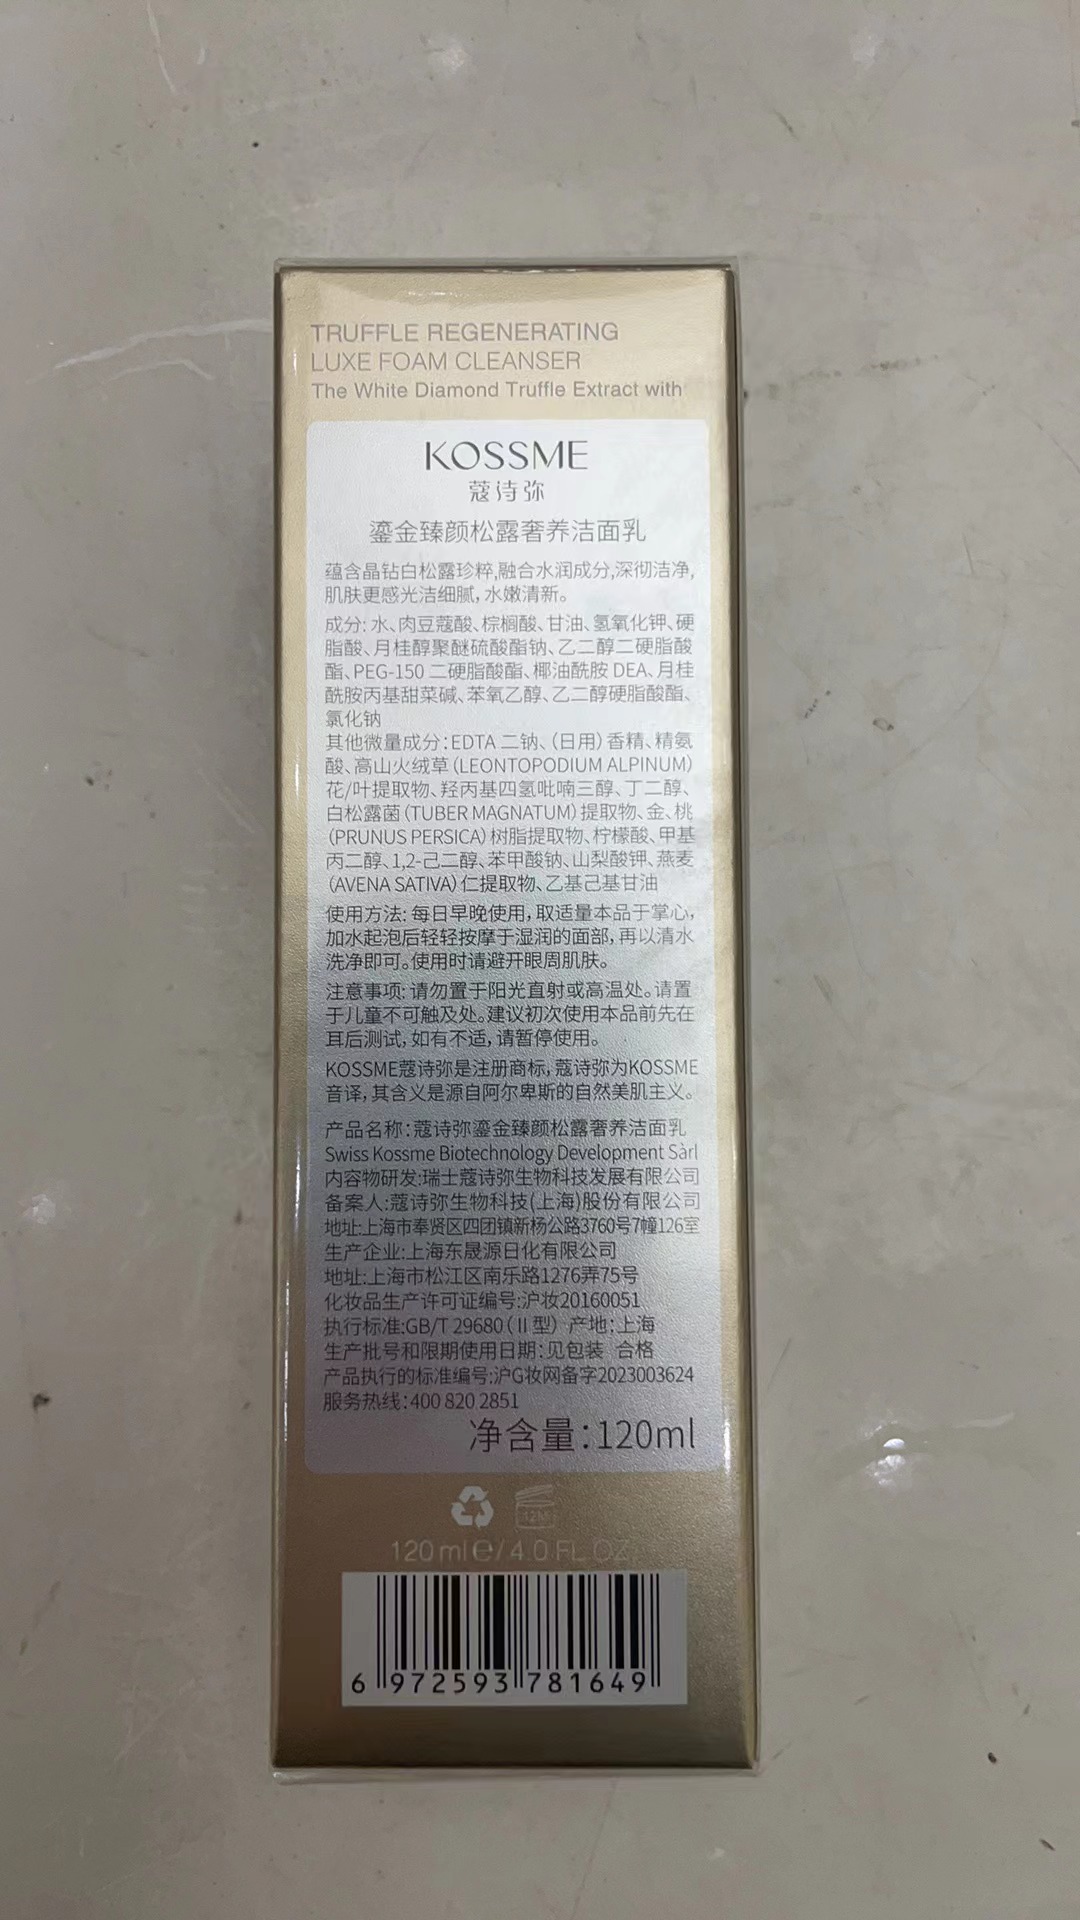 TRUFFLE REGENERATING
LUXE FOAM CLEANSER
The White Diamond Truffle Extract with
KOSSME
蔻诗弥
鎏金臻颜松露奢养洁面乳
蕴含晶钻白松露珍粹,融合水润成分,深彻洁净,
肌肤更感光洁细腻，水嫩清新。
成分：水、肉豆蔻酸、棕榈酸、甘油、氢氧化钾、硬
脂酸、月桂醇聚醚硫酸酯钠、乙二醇二硬脂酸
酯、PEG-150 二硬脂酸酯、椰油酰胺 DEA、月桂
酰胺丙基甜菜碱、苯氧乙醇、乙二醇硬脂酸酯、
氯化钠
其他微量成分：EDTA 二钠、（日用）香精、精氨
酸、高山火绒草（LEONTOPODIUM ALPINUM）
花/叶提取物、羟丙基四氢吡喃三醇、丁二醇、
白松露菌（TUBER MAGNATUM）提取物、金、桃
（PRUNUS PERSICA）树脂提取物、柠檬酸、甲基
丙二醇、1,2-己二醇、苯甲酸钠、山梨酸钾、燕麦
（AVENA SATIVA）仁提取物、乙基己基甘油
使用方法：每日早晚使用，取适量本品于掌心，
加水起泡后轻轻按摩于湿润的面部，再以清水
洗净即可。使用时请避开眼周肌肤。
注意事项：请勿置于阳光直射或高温处。请置
于儿童不可触及处。建议初次使用本品前先在
耳后测试，如有不适，请暂停使用。
KOSSME蔻诗弥是注册商标，蔻诗弥为KOSSME
音译，其含义是源自阿尔卑斯的自然美肌主义。
产品名称：蔻诗弥鎏金臻颜松露奢养洁面乳
Swiss Kossme Biotechnology Development Sàrl
内容物研发:瑞士蔻诗弥生物科技发展有限公司
备案人:蔻诗弥生物科技(上海)股份有限公司
地址:上海市奉贤区四团镇新杨公路3760号7幢126室
生产企业:上海东晟源日化有限公司
地址:上海市松江区南乐路1276弄75号
化妆品生产许可证编号:沪妆20160051
执行标准:GB/T 29680（II型） 产地：上海
生产批号和限期使用日期：见包装 合格
产品执行的标准编号:沪G妆网备字2023003624
服务热线：400 820 2851
净含量：120ml
12M
120 ml e / 4.0 FL OZ.
6 972593 781649